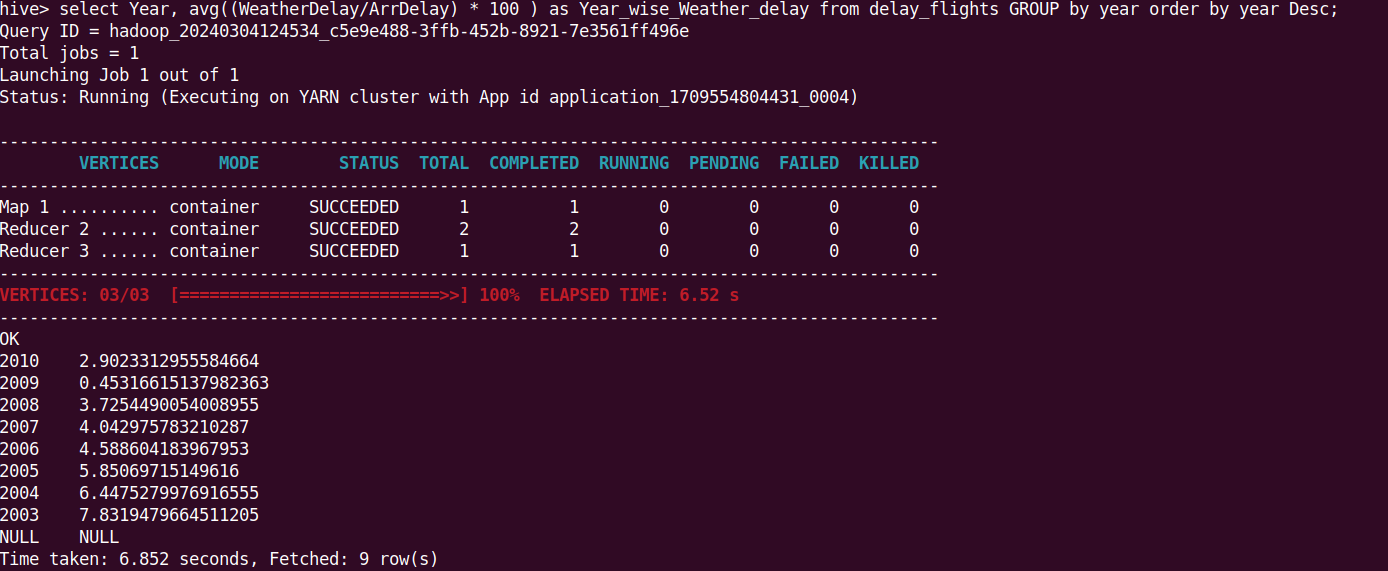 hive> select Year, avg((WeatherDelay/ArrDelay) * 100 ) as Year_wise_Weather_delay from delay_flights GROUP by year order by year Desc;
Query ID = hadoop_20240304124534_c5e9e488-3ffb-452b-8921-7e3561ff496e
Total jobs = 1
Launching Job 1 out of 1
Status: Running (Executing on YARN cluster with App id application_1709554804431_0004)
----------------------------------------------------------------------------------------------
        VERTICES      MODE        STATUS  TOTAL  COMPLETED  RUNNING  PENDING  FAILED  KILLED
----------------------------------------------------------------------------------------------
Map 1 .......... container     SUCCEEDED      1          1        0        0       0       0
Reducer 2 ...... container     SUCCEEDED      2          2        0        0       0       0
Reducer 3 ...... container     SUCCEEDED      1          1        0        0       0       0
----------------------------------------------------------------------------------------------
VERTICES: 03/03  [==========================>>] 100%  ELAPSED TIME: 6.52 s
----------------------------------------------------------------------------------------------
OK
2010    2.9023312955584664
2009    0.45316615137982363
2008    3.7254490054008955
2007    4.042975783210287
2006    4.588604183967953
2005    5.85069715149616
2004    6.4475279976916555
2003    7.8319479664511205
NULL    NULL
Time taken: 6.852 seconds, Fetched: 9 row(s)